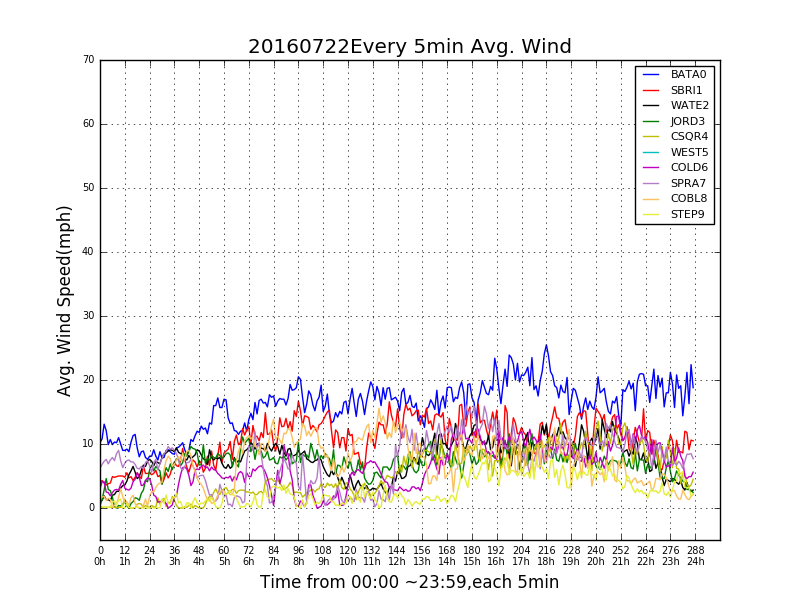 20160722Every 5min Avg. Wind
70
60
50
40
30
20
10
0
Avg. Wind Speed(mph)
BATA0
SBRI1
WATE2
JORD3
CSQR4
WEST5
COLD6
SPRA7
COBL8
STEP9
0 12 24 36 48 60 72 84 96 108 120 132 144 156 168 180 192 204 216 228 240 252 264 276 288
0h 1h 2h 3h 4h 5h 6h 7h 8h 9h 10h 11h 12h 13h 14h 15h 16h 17h 18h 19h 20h 21h 22h 23h 24h
Time from 00:00 ~23:59,each 5min